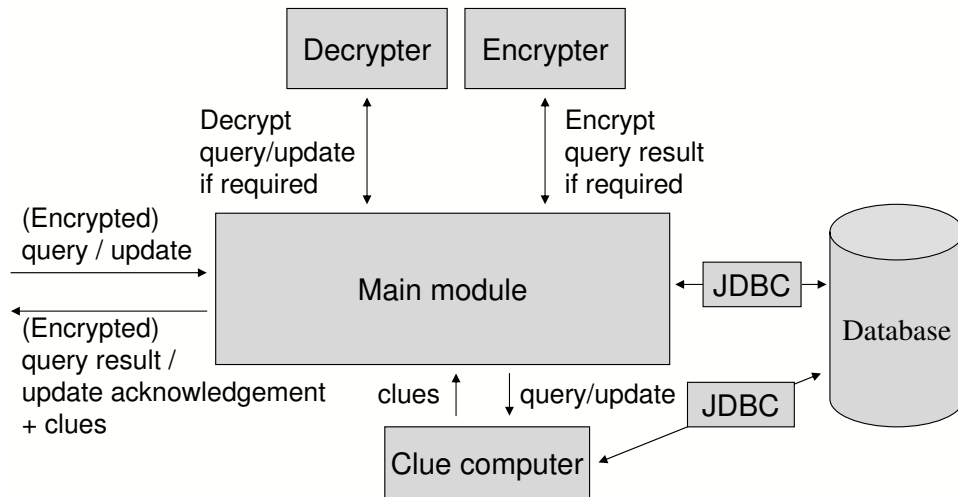 Decrypter
Encrypter
Decrypt
query/update
if required
Encrypt
query result
if required
(Encrypted)
query / update
Main module
JDBC
Database
(Encrypted)
query result /
update acknowledgement
+ clues
clues
query/update
JDBC
Clue computer